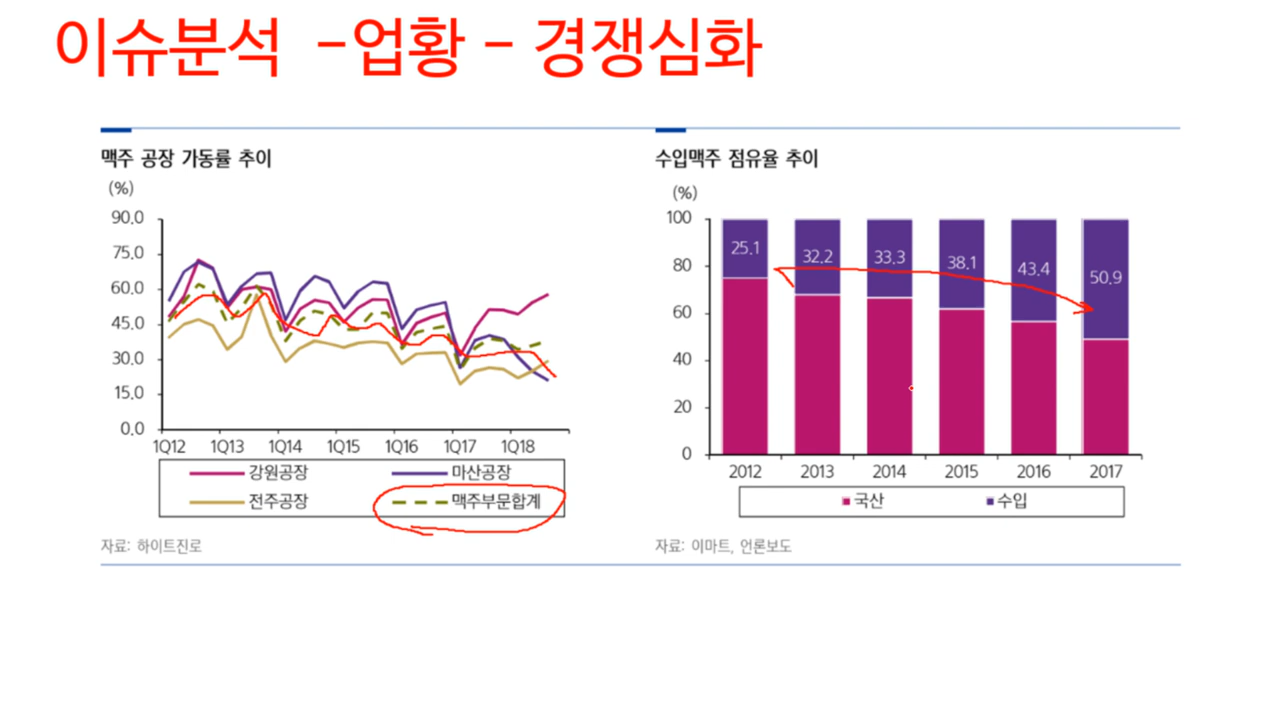 이슈분석 -업황 - 경쟁심화
맥주 공장 가동률 추이
(%)
90.0
75.0
60.0
45.0
30.0
15.0
0.0
1Q12 1Q13 1Q14 1Q15 1Q16 1Q17 1Q18
강원공장 마산공장
전주공장 맥주부문합계
자료: 하이트진로
수입맥주 점유율 추이
(%)
100
80
60
40
20
0
25.1 32.2 33.3 38.1 43.4 50.9
2012 2013 2014 2015 2016 2017
국산 수입
자료: 이마트, 언론보도